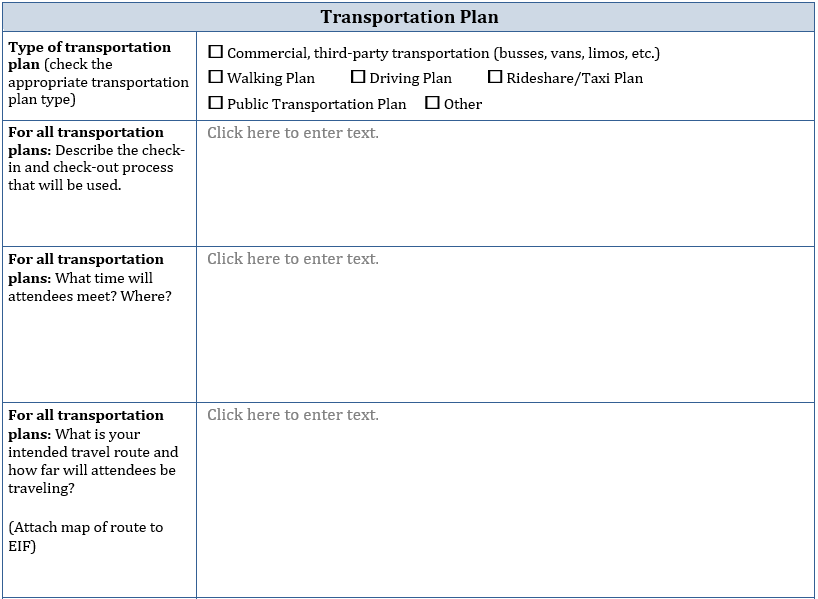 Transportation Plan
Type of transportation
plan (check the
appropriate transportation
plan type)
☐ Commercial, third-party transportation (busses, vans, limos, etc.)
☐ Walking Plan ☐ Driving Plan ☐ Rideshare/Taxi Plan
☐ Public Transportation Plan ☐ Other
For all transportation
plans: Describe the check-
in and check-out process
that will be used.
Click here to enter text.
For all transportation
plans: What time will
attendees meet? Where?
Click here to enter text.
For all transportation
plans: What is your
intended travel route and
how far will attendees be
traveling?
(Attach map of route to
EIF)
Click here to enter text.